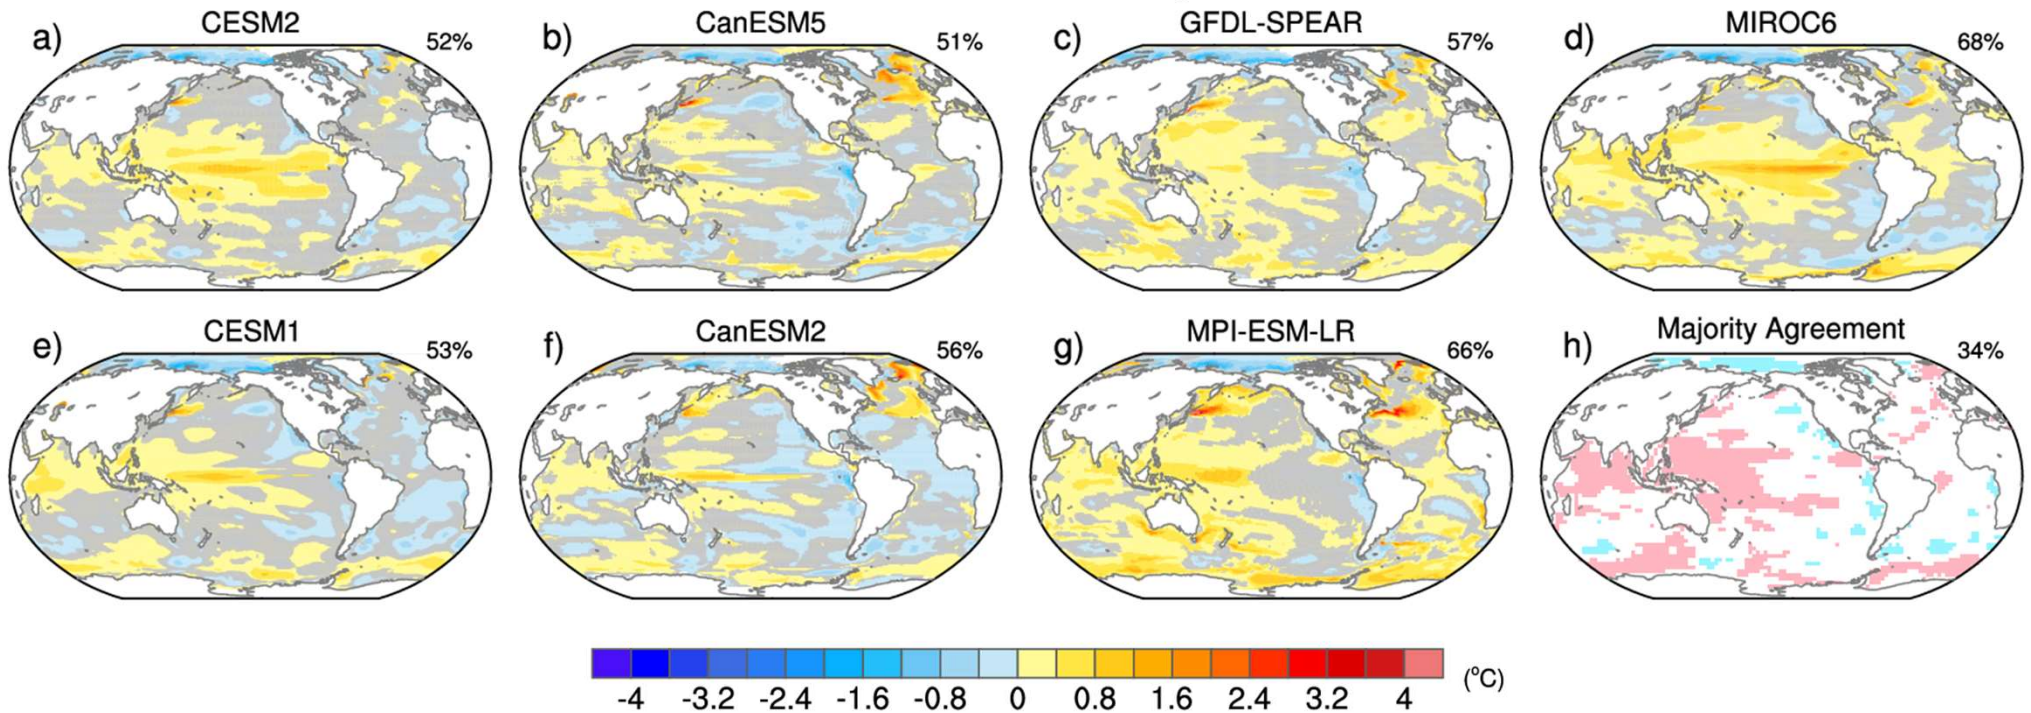 a) CESM2 52%
b) CanESM5 51%
c) GFDL-SPEAR 57%
d) MIROC6 68%
e) CESM1 53%
f) CanESM2 56%
g) MPI-ESM-LR 66%
h) Majority Agreement 34%
-4 -3.2 -2.4 -1.6 -0.8 0 0.8 1.6 2.4 3.2 4 (°C)